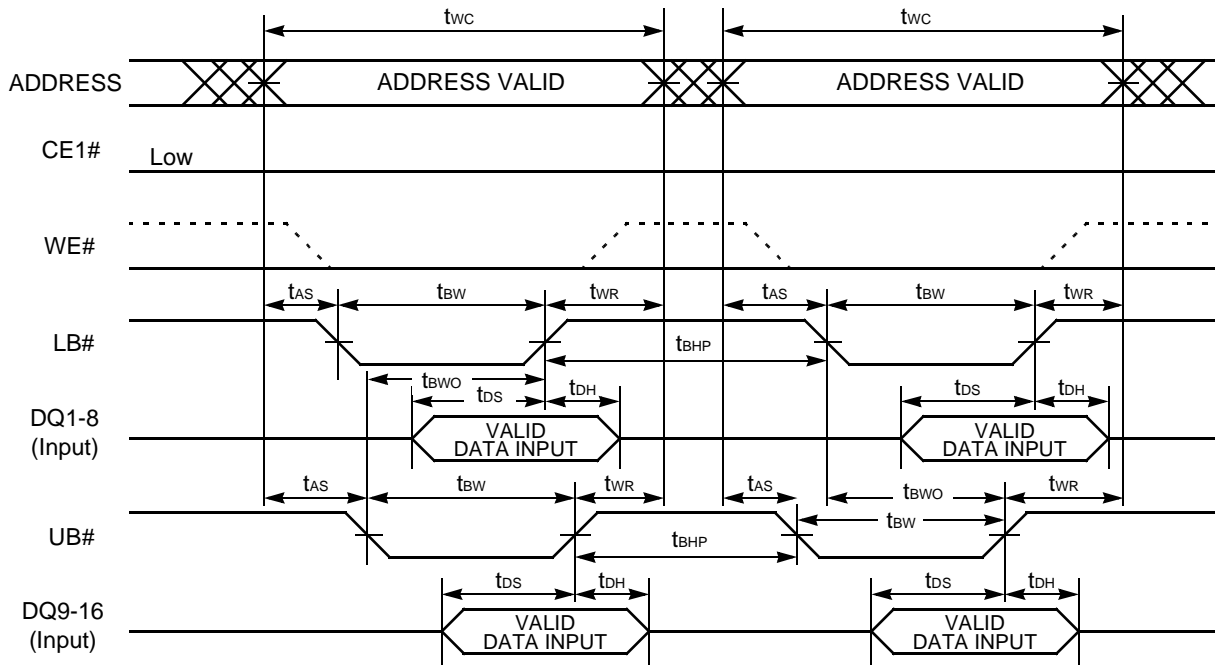 tWC tWC
ADDRESS ADDRESS VALID ADDRESS VALID
CE1# Low
WE#
tAS tBW tWR tAS tBW tWR
LB#
tBHP
tBWO
tDS tDH tDS tDH
DQ1-8
(Input)
VALID
DATA INPUT
VALID
DATA INPUT
tAS tBW tWR tAS tBWO tWR
tBW
UB#
tBHP
tDS tDH tDS tDH
DQ9-16
(Input)
VALID
DATA INPUT
VALID
DATA INPUT